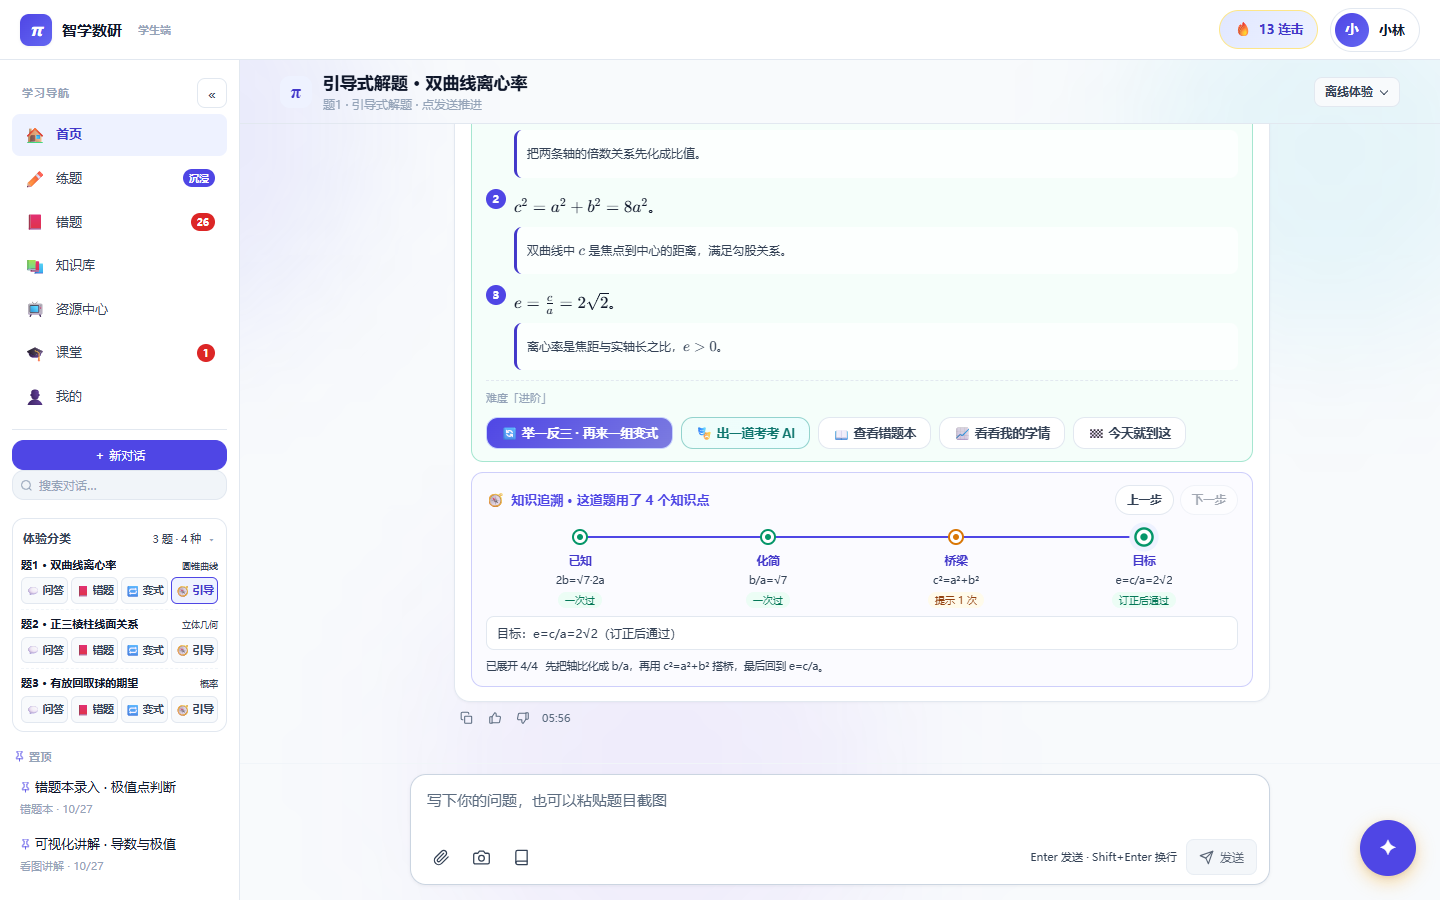 π 智学数研 学生端
13 连击
小 小林
学习导航 «
首页
练题 沉浸
错题 26
知识库
资源中心
课堂 1
我的
+ 新对话
搜索对话...
体验分类 3 题 · 4 种
题1 • 双曲线离心率 圆锥曲线
问答 错题 变式 引导
题2 • 正三棱柱线面关系 立体几何
问答 错题 变式 引导
题3 • 有放回取球的期望 概率
问答 错题 变式 引导
置顶
错题本录入 · 极值点判断
错题本 · 10/27
可视化讲解 · 导数与极值
看图讲解 · 10/27
π 引导式解题 • 双曲线离心率
题1 · 引导式解题 · 点发送推进
离线体验
把两条轴的倍数关系先化成比值。
2 c² = a² + b² = 8a²。
双曲线中 c 是焦点到中心的距离，满足勾股关系。
3 e = c/a = 2√2。
离心率是焦距与实轴长之比，e > 0。
难度「进阶」
举一反三 · 再来一组变式 出一道考考 AI 查看错题本 看看我的学情 今天就到这
知识追溯 • 这道题用了 4 个知识点 上一步 下一步
已知 化简 桥梁 目标
2b=√7·2a b/a=√7 c²=a²+b² e=c/a=2√2
一次过 一次过 提示 1 次 订正后通过
目标：e=c/a=2√2（订正后通过）
已展开 4/4 先把轴比化成 b/a，再用 c²=a²+b² 搭桥，最后回到 e=c/a。
05:56
写下你的问题，也可以粘贴题目截图
Enter 发送 · Shift+Enter 换行 发送